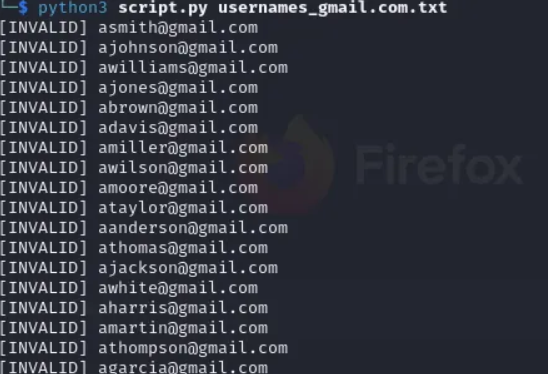 └─$ python3 script.py usernames_gmail.com.txt
[INVALID] asmith@gmail.com
[INVALID] ajohnson@gmail.com
[INVALID] awilliams@gmail.com
[INVALID] ajones@gmail.com
[INVALID] abrown@gmail.com
[INVALID] adavis@gmail.com
[INVALID] amiller@gmail.com
[INVALID] awilson@gmail.com
[INVALID] amoore@gmail.com
[INVALID] ataylor@gmail.com
[INVALID] aanderson@gmail.com
[INVALID] athomas@gmail.com
[INVALID] ajackson@gmail.com
[INVALID] awhite@gmail.com
[INVALID] aharris@gmail.com
[INVALID] amartin@gmail.com
[INVALID] athompson@gmail.com
[INVALID] agarcia@gmail.com
Firefox